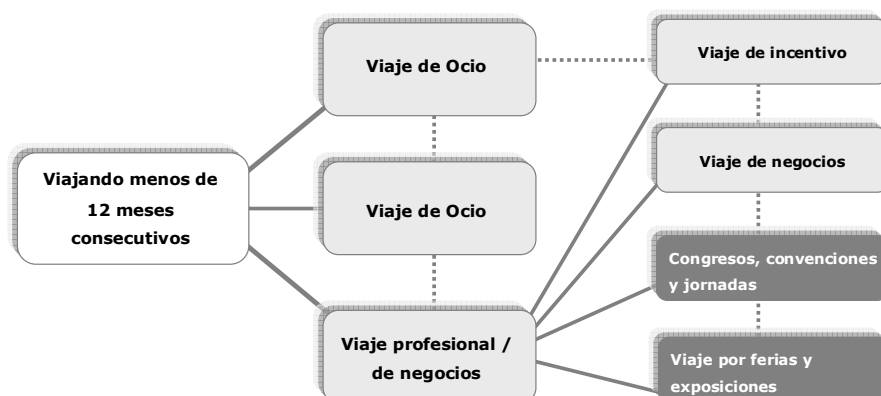 Viaje de Ocio
Viaje de incentivo
Viajando menos de
12 meses
consecutivos
Viaje de Ocio
Viaje de negocios
Congresos, convenciones
y jornadas
Viaje profesional /
de negocios
Viaje por ferias y
exposiciones